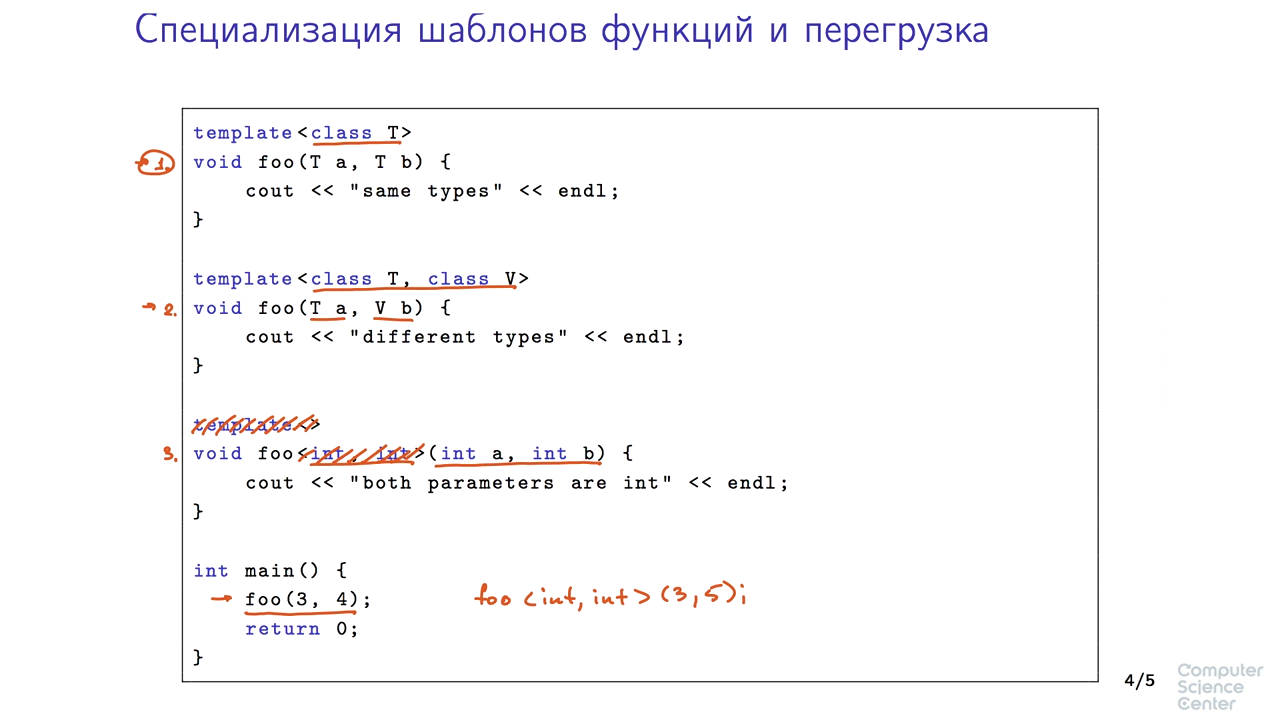 Специализация шаблонов функций и перегрузка
template<class T>
1. void foo(T a, T b) {
cout << "same types" << endl;
}
template<class T, class V>
2. void foo(T a, V b) {
cout << "different types" << endl;
}
template<>
3. void foo<int, int>(int a, int b) {
cout << "both parameters are int" << endl;
}
int main() {
foo(3, 4); foo <int, int> (3,5);
return 0;
}
4/5
Computer
Science
Center